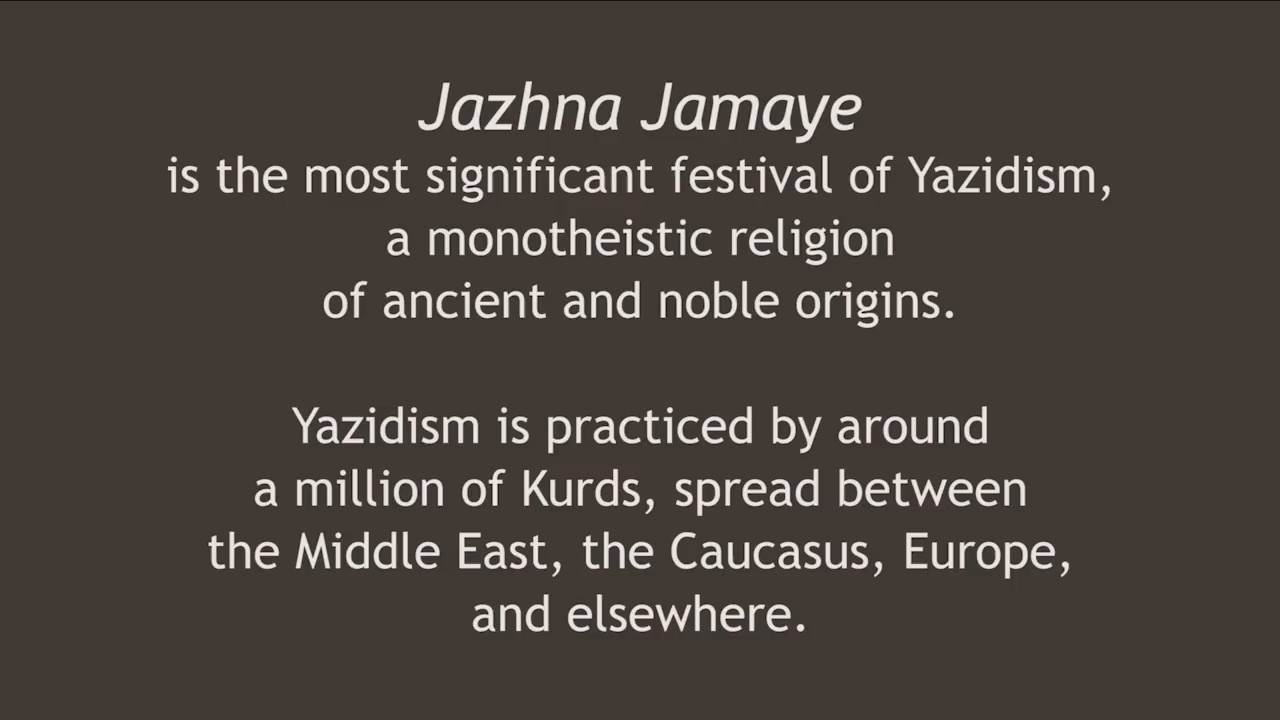 Jazhna Jamaye
is the most significant festival of Yazidism,
a monotheistic religion
of ancient and noble origins.
Yazidism is practiced by around
a million of Kurds, spread between
the Middle East, the Caucasus, Europe,
and elsewhere.